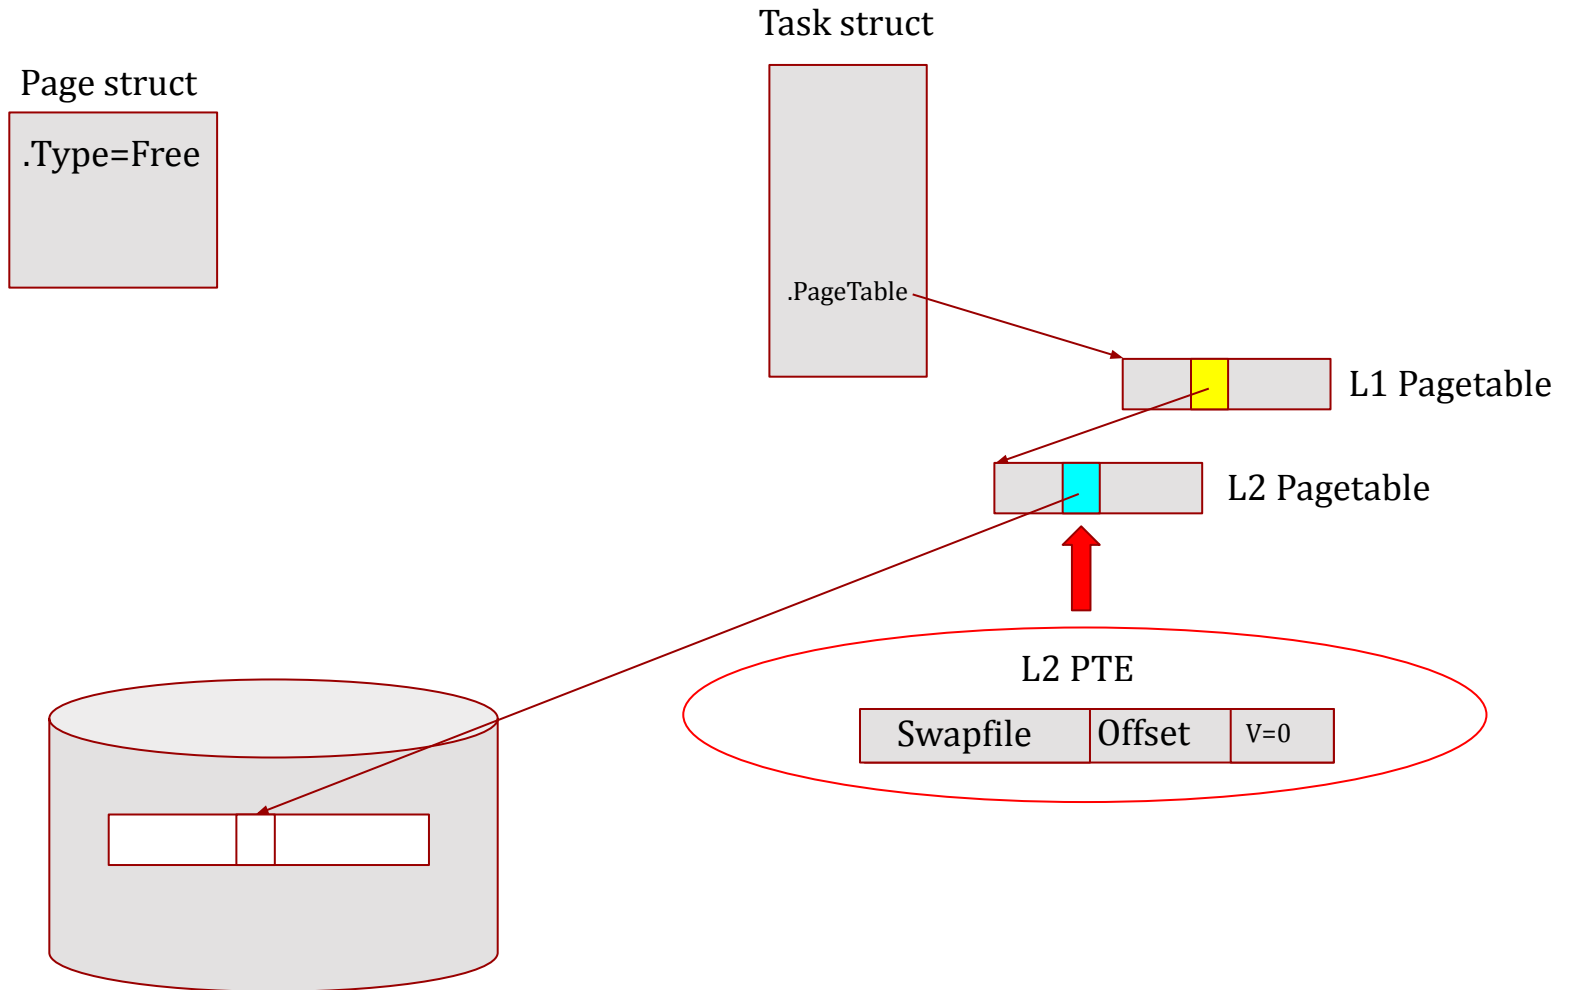 Task struct
Page struct
.Type=Free
.PageTable
L1 Pagetable
L2 Pagetable
L2 PTE
Swapfile Offset V=0